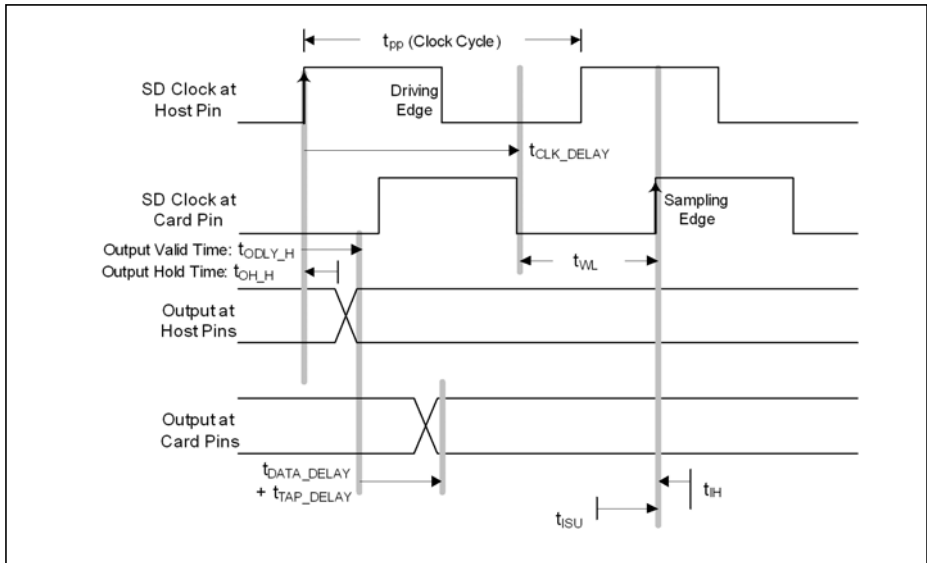 tpp (Clock Cycle)
SD Clock at
Host Pin
Driving
Edge
tCLK_DELAY
SD Clock at
Card Pin
Sampling
Edge
Output Valid Time: tODLY_H
Output Hold Time: tOH_H
tWL
Output at
Host Pins
Output at
Card Pins
tDATA_DELAY
+ tTAP_DELAY
tIH
tISU